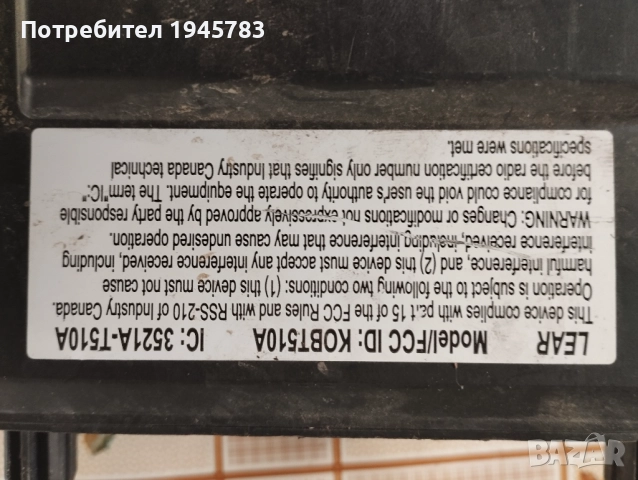 Потребител 1945783
LEAR Model/FCC ID: KOBT510A IC: 3521A-T510A
This device complies with pt.15 of the FCC Rules and with RSS-210 of Industry Canada.
Operation is subject to the following two conditions: (1) this device must not cause
harmful interference, and (2) this device must accept any interference received, including,
interference received, including interference that may cause undesired operation.
WARNING: Changes or modifications not expressively approved by the party responsible
for compliance could void the user's authority to operate the equipment. The term"IC":
before the radio certification number only signifies that Industry Canada technical
specifications were met.
BAZAR